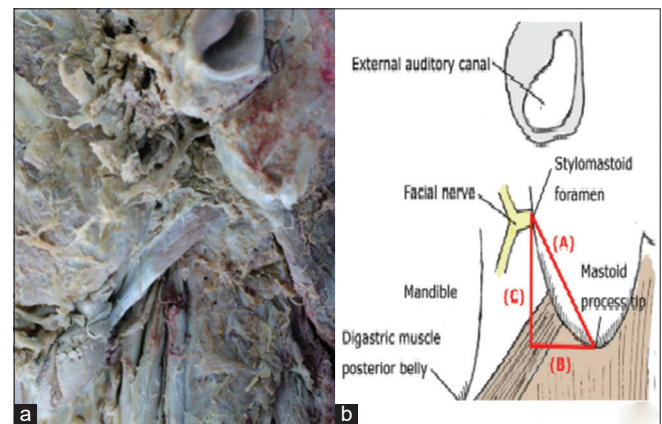 a
b
External auditory canal
Stylomastoid
foramen
Facial nerve
(A)
Mastoid
process tip
(C)
Mandible
Digastric muscle
posterior belly
(B)